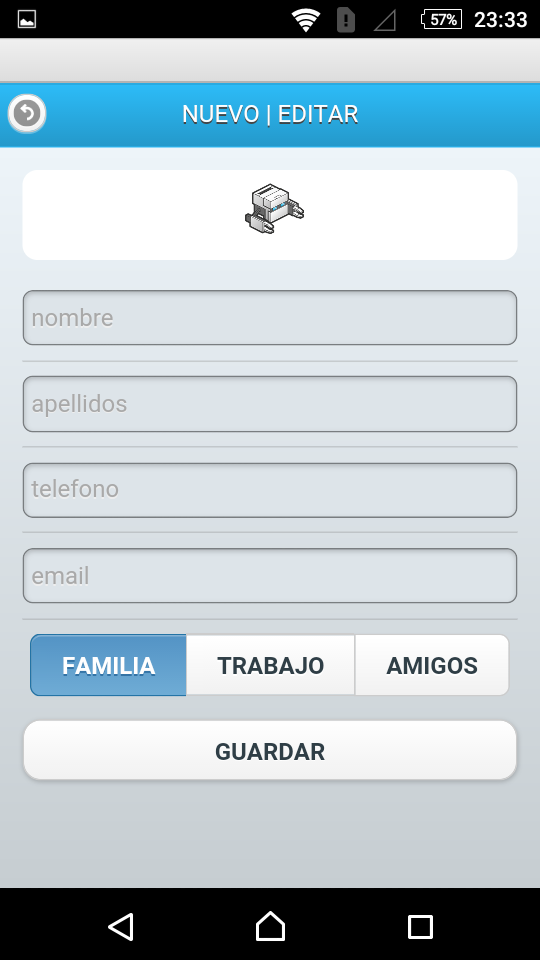 57% 23:33
NUEVO | EDITAR
nombre
apellidos
telefono
email
FAMILIA TRABAJO AMIGOS
GUARDAR